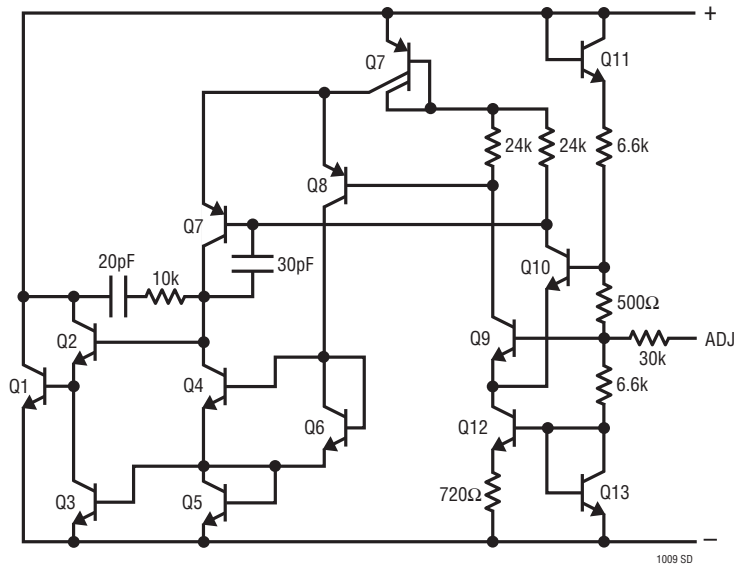 +
Q7
Q11
24k
24k
6.6k
Q8
Q7
20pF
10k
30pF
Q10
500Ω
Q2
Q9
ADJ
30k
Q1
Q4
6.6k
Q6
Q12
Q3
Q5
720Ω
Q13
–
1009 SD